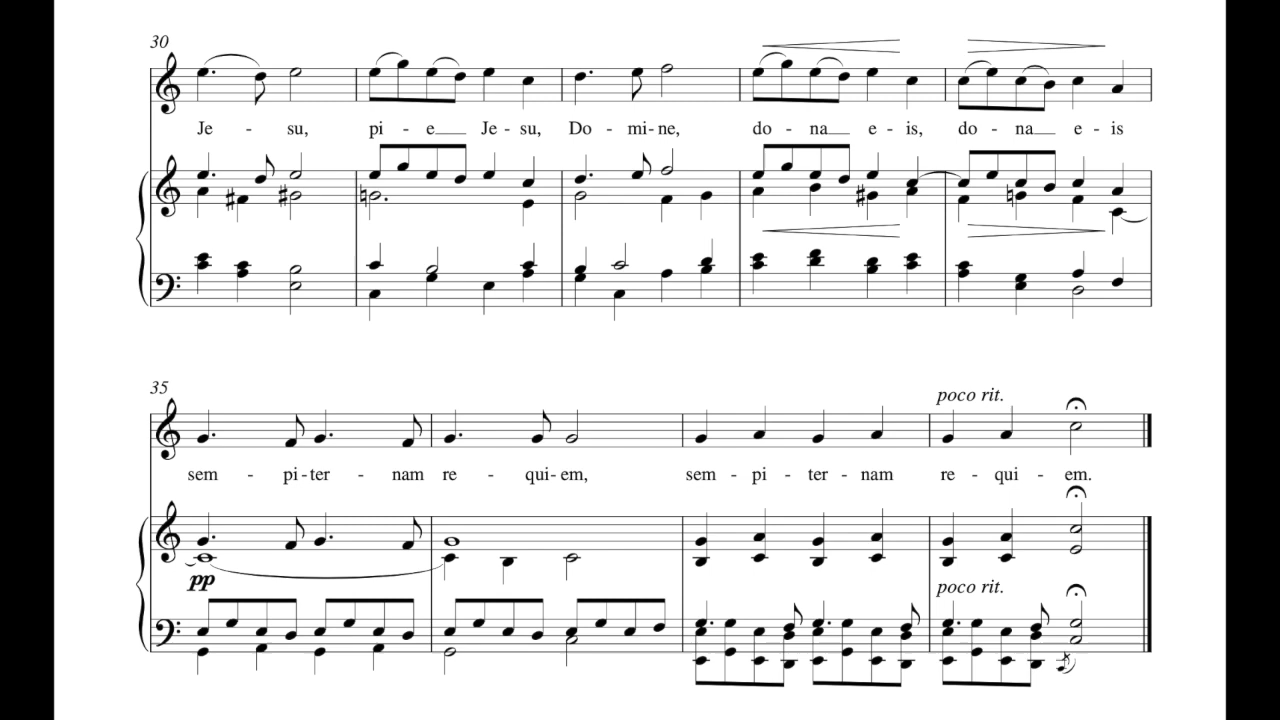 30
Je - su, pi - e Je - su, Do - mi - ne, do - na e - is, do - na e - is
35
poco rit.
sem - pi - ter - nam re - qui - em, sem - pi - ter - nam re - qui - em.
pp
poco rit.